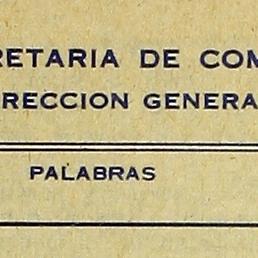 RETARIA DE COM
RECCION GENERA
PALABRAS